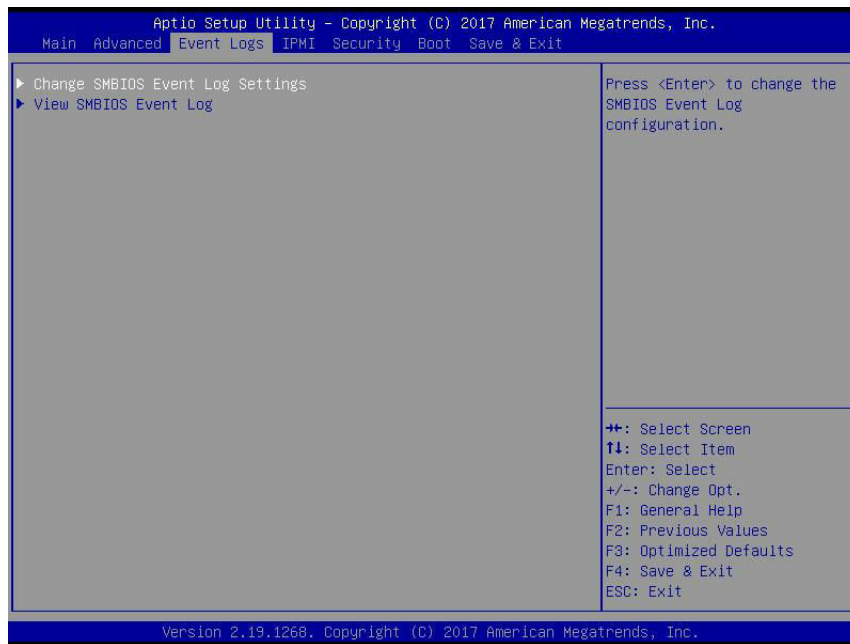 Aptio Setup Utility – Copyright (C) 2017 American Megatrends, Inc.
Main Advanced Event Logs IPMI Security Boot Save & Exit
▶ Change SMBIOS Event Log Settings
▶ View SMBIOS Event Log
Press <Enter> to change the
SMBIOS Event Log
configuration.
→←: Select Screen
↑↓: Select Item
Enter: Select
+/-: Change Opt.
F1: General Help
F2: Previous Values
F3: Optimized Defaults
F4: Save & Exit
ESC: Exit
Version 2.19.1268. Copyright (C) 2017 American Megatrends, Inc.